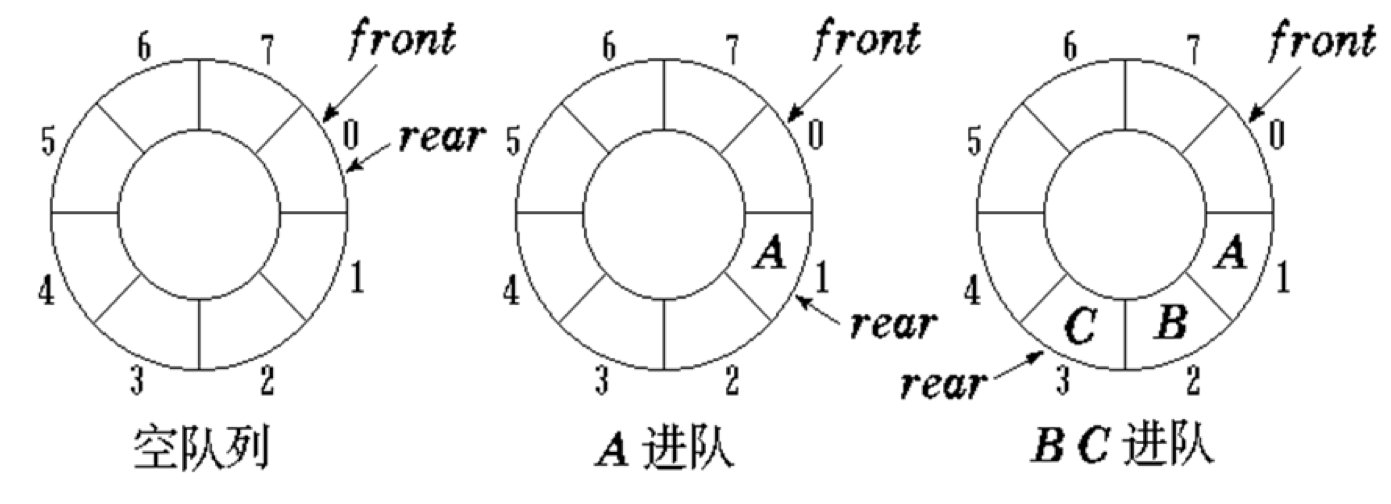 6 7 front
5 0 rear
4 1
3 2
空队列
6 7 front
5 0
A
4 1
rear
3 2
A 进队
6 7 front
5 0
A
4 1
C B
rear 3 2
B C 进队